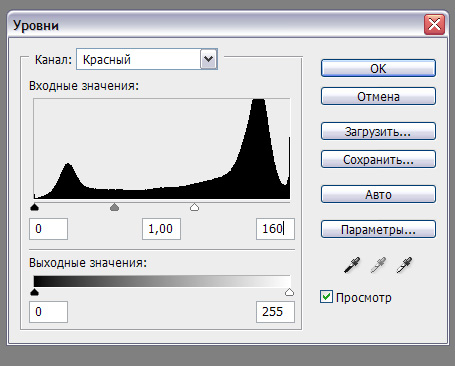 Уровни
Канал: Красный
Входные значения:
0 1,00 160
Выходные значения:
0 255
OK
Отмена
Загрузить...
Сохранить...
Авто
Параметры...
Просмотр